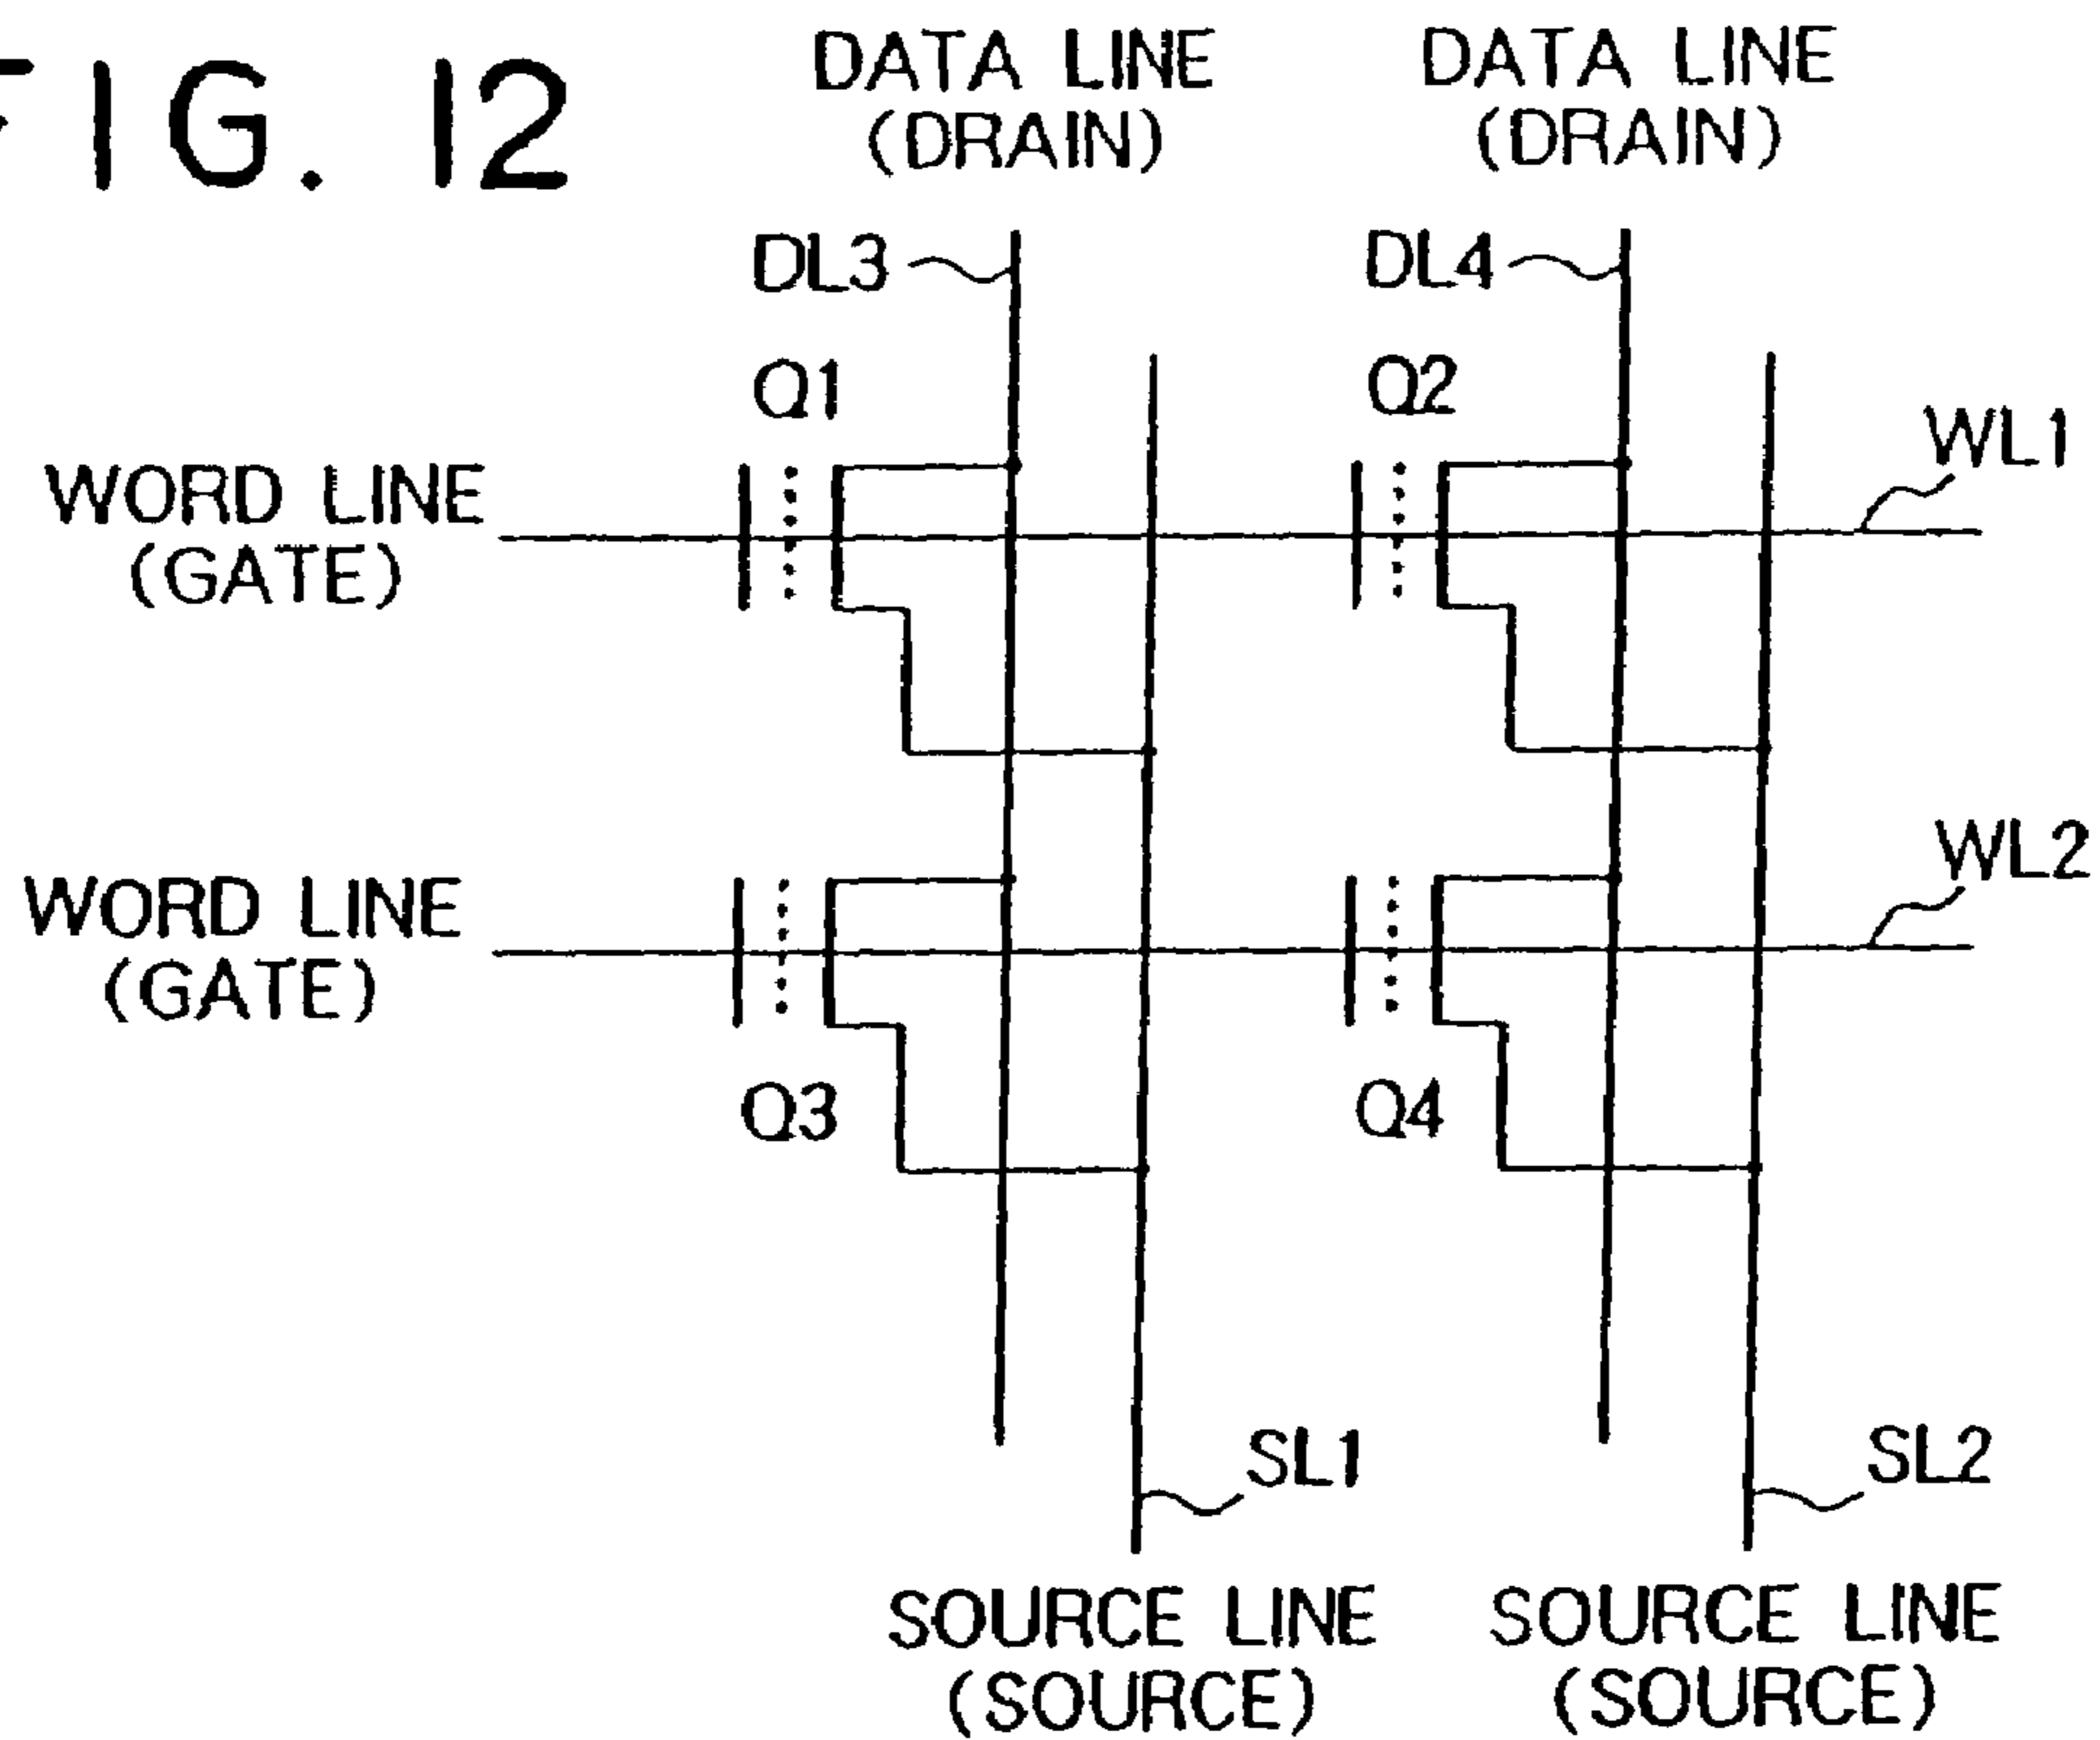 FIG. 12
DATA LINE
(DRAIN)
DATA LINE
(DRAIN)
DL3
DL4
Q1
Q2
WL1
WORD LINE
(GATE)
WL2
WORD LINE
(GATE)
Q3
Q4
SL1
SL2
SOURCE LINE
(SOURCE)
SOURCE LINE
(SOURCE)